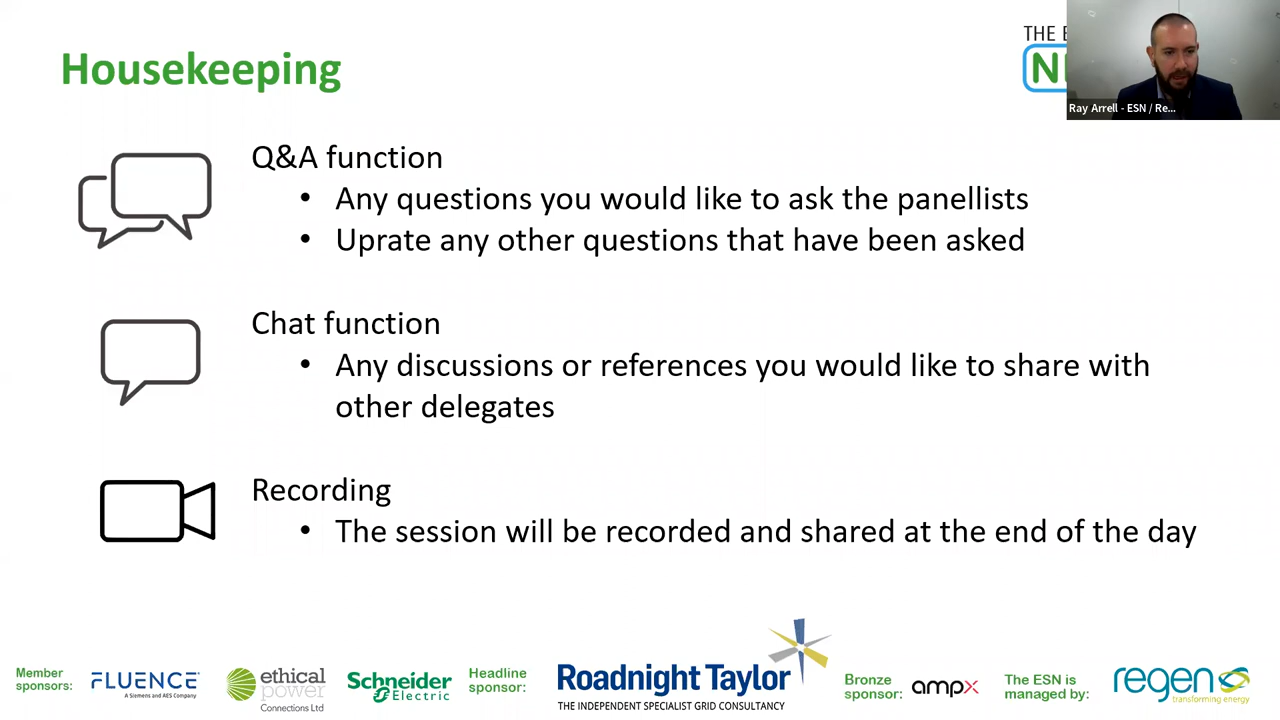 Housekeeping
THE E
Ray Arrell - ESN / Re...
Q&A function
• Any questions you would like to ask the panellists
• Uprate any other questions that have been asked
Chat function
• Any discussions or references you would like to share with
other delegates
Recording
• The session will be recorded and shared at the end of the day
Member
sponsors:
FLUENCE
A Siemens and AES Company
ethical
power
Connections Ltd
Schneider
Electric
Headline
sponsor:
Roadnight Taylor
THE INDEPENDENT SPECIALIST GRID CONSULTANCY
Bronze
sponsor:
ampx
The ESN is
managed by:
regen
transforming energy